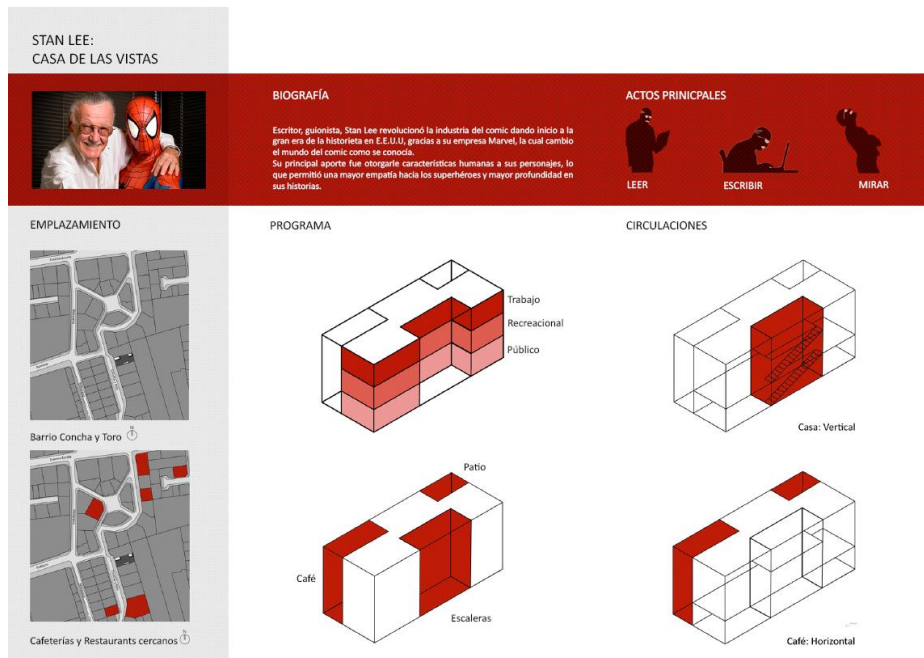 STAN LEE:
CASA DE LAS VISTAS
BIOGRAFÍA
Escritor, guionista, Stan Lee revolucionó la industria del comic dando inicio a la
gran era de la historieta en E.E.U.U, gracias a su empresa Marvel, la cual cambio
el mundo del comic como se conocía.
Su principal aporte fue otorgarle características humanas a sus personajes, lo
que permitió una mayor empatía hacia los superhéroes y mayor profundidad en
sus historias.
ACTOS PRINICPALES
LEER
ESCRIBIR
MIRAR
EMPLAZAMIENTO
Barrio Concha y Toro
Cafeterías y Restaurants cercanos
PROGRAMA
Trabajo
Recreacional
Público
Patio
Café
Escaleras
CIRCULACIONES
Casa: Vertical
Café: Horizontal